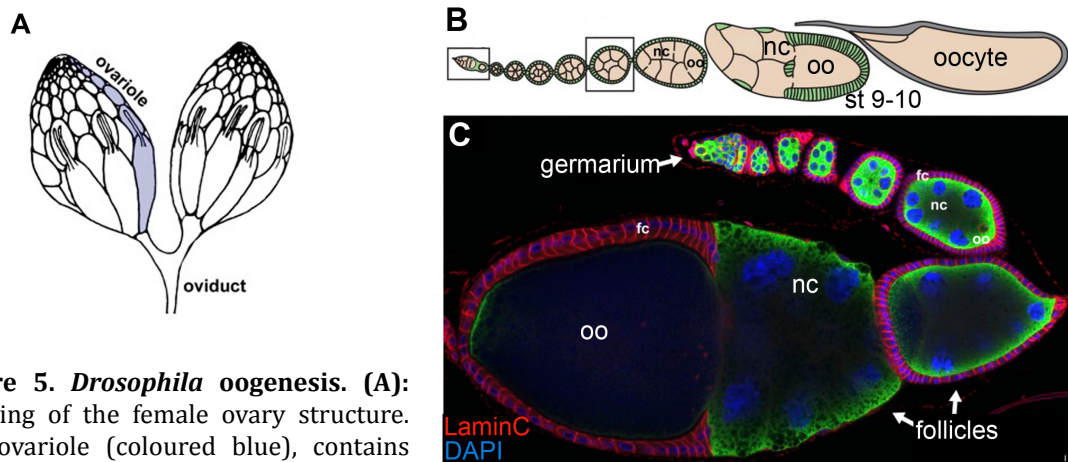 A
ovariole
oviduct
re 5. Drosophila oogenesis. (A):
ing of the female ovary structure.
ovariole (coloured blue), contains
B
nc
oo
nc
oo
st 9-10
oocyte
C
germarium
fc
nc
oo
fc
oo
nc
LaminC
DAPI
follicles